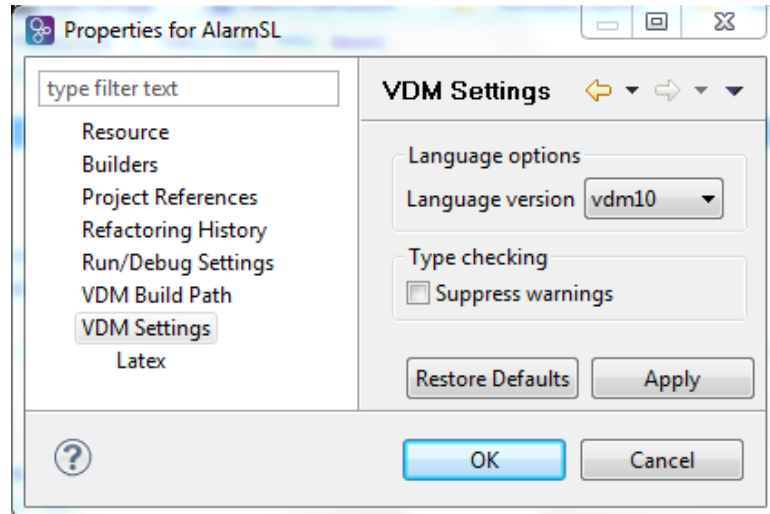 Properties for AlarmSL
type filter text
Resource
Builders
Project References
Refactoring History
Run/Debug Settings
VDM Build Path
VDM Settings
Latex
VDM Settings
Language options
Language version vdm10
Type checking
Suppress warnings
Restore Defaults Apply
? OK Cancel